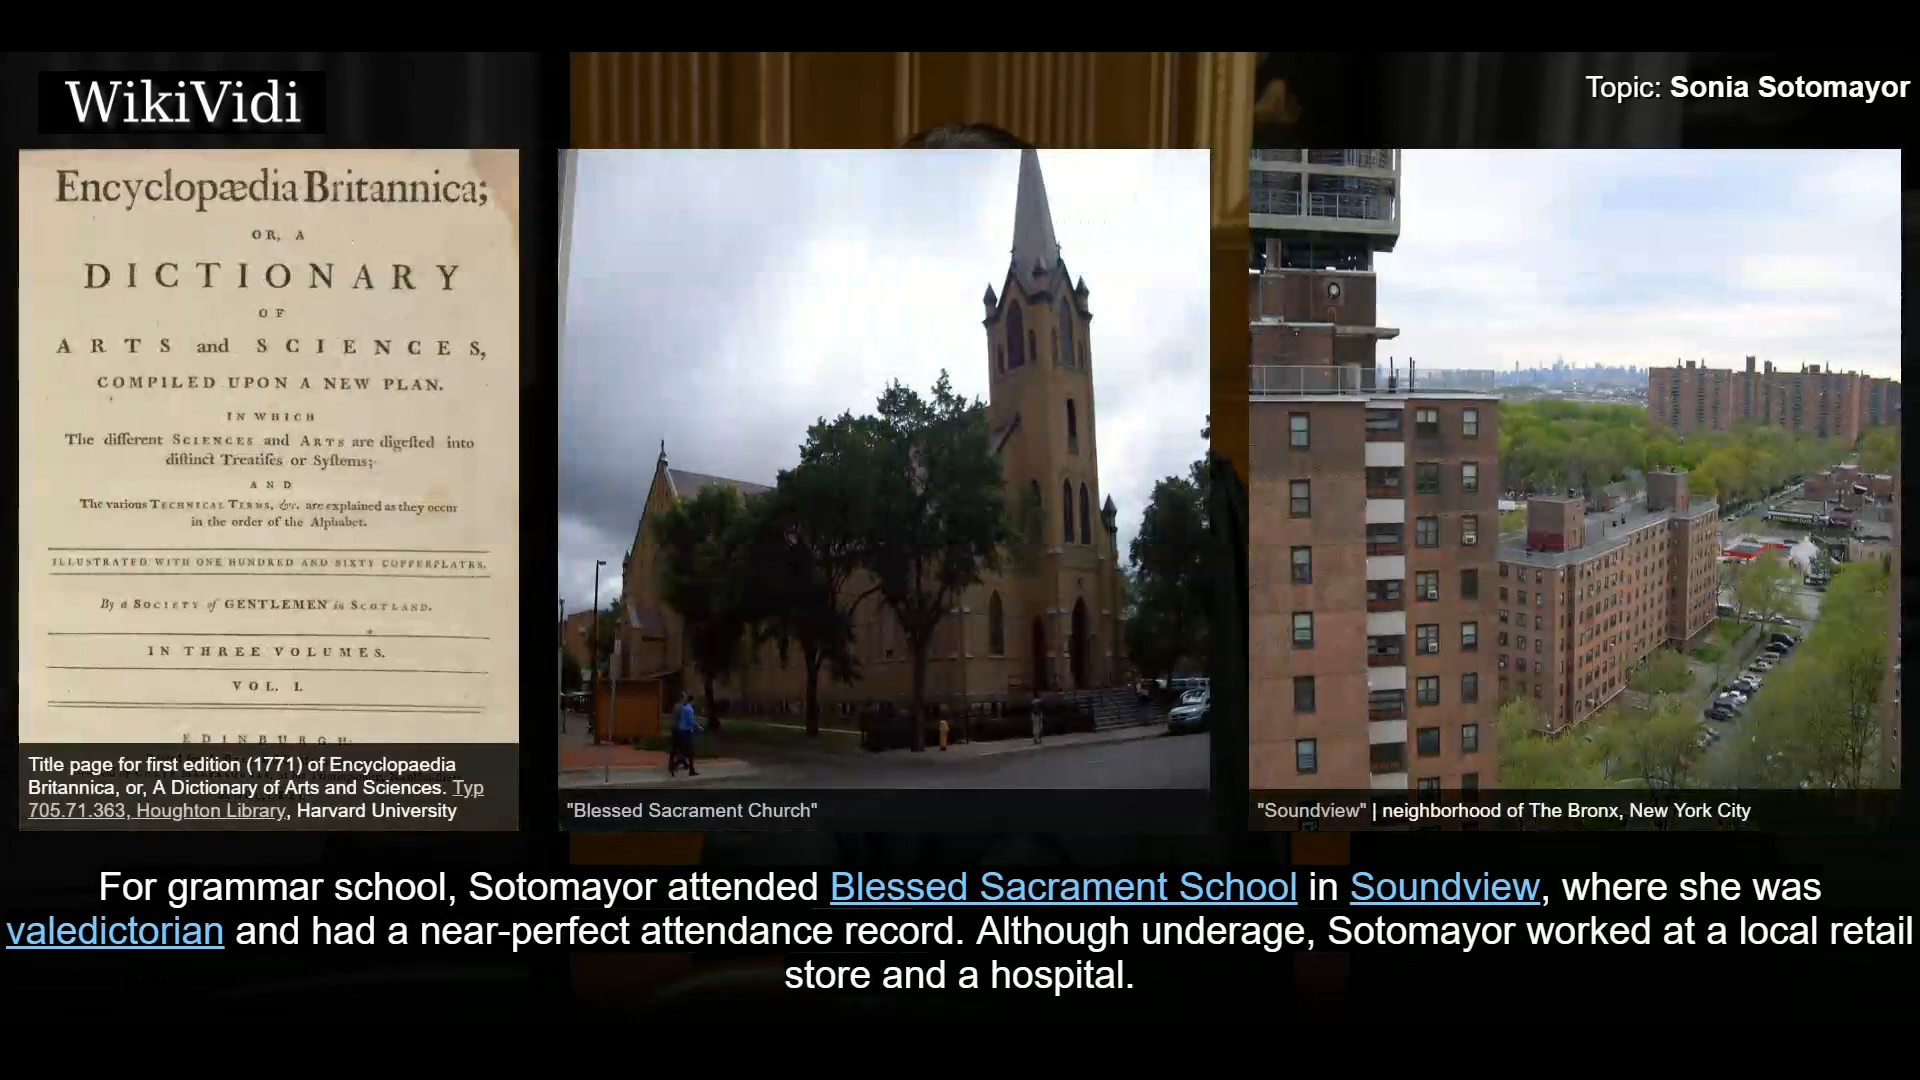 WikiVidi
Topic: Sonia Sotomayor
Encyclopædia Britannica;
OR, A
DICTIONARY
OF
ARTS and SCIENCES,
COMPILED UPON A NEW PLAN.
IN WHICH
The different SCIENCES and ARTS are digeſted into
diſtinct Treatiſes or Syſtems;
AND
The various TECHNICAL TERMS, &c. are explained as they occur
in the order of the Alphabet.
ILLUSTRATED WITH ONE HUNDRED AND SIXTY COPPERPLATES.
By a SOCIETY of GENTLEMEN in SCOTLAND.
IN THREE VOLUMES.
VOL. I.
EDINBURGH:
Title page for first edition (1771) of Encyclopaedia
Britannica, or, A Dictionary of Arts and Sciences. Typ
705.71.363, Houghton Library, Harvard University
"Blessed Sacrament Church"
"Soundview" | neighborhood of The Bronx, New York City
For grammar school, Sotomayor attended Blessed Sacrament School in Soundview, where she was
valedictorian and had a near-perfect attendance record. Although underage, Sotomayor worked at a local retail
store and a hospital.